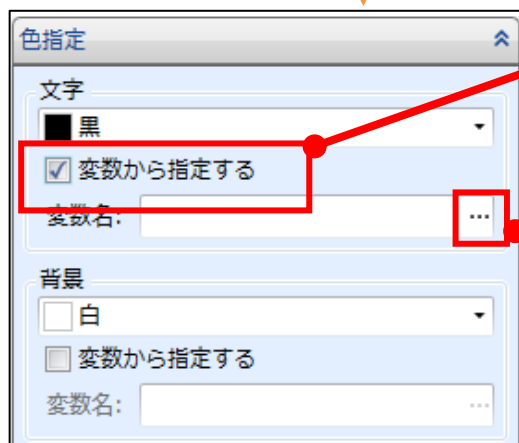 色指定
文字
黒
変数から指定する
変数名: ...
背景
白
変数から指定する
変数名: ...